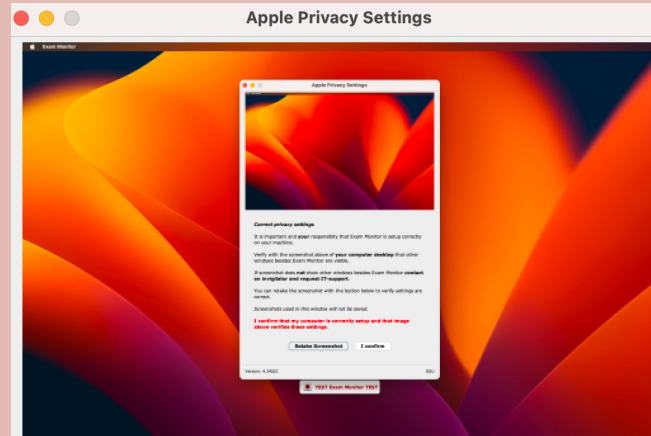 Apple Privacy Settings
Exam Monitor
Apple Privacy Settings
Correct privacy settings
It is important and your responsibility that Exam Monitor is setup correctly
on your machine.
Verify with the screenshot above of your computer desktop that other
windows besides Exam Monitor are visible.
If screenshot does not show other windows besides Exam Monitor contact
an invigilator and request IT-support.
You can retake the screenshot with the button below to verify settings are
correct.
Screenshots used in this window will not be saved.
I confirm that my computer is correctly setup and that image
above verifies these settings.
Retake Screenshot I confirm
TEST Exam Monitor TEST